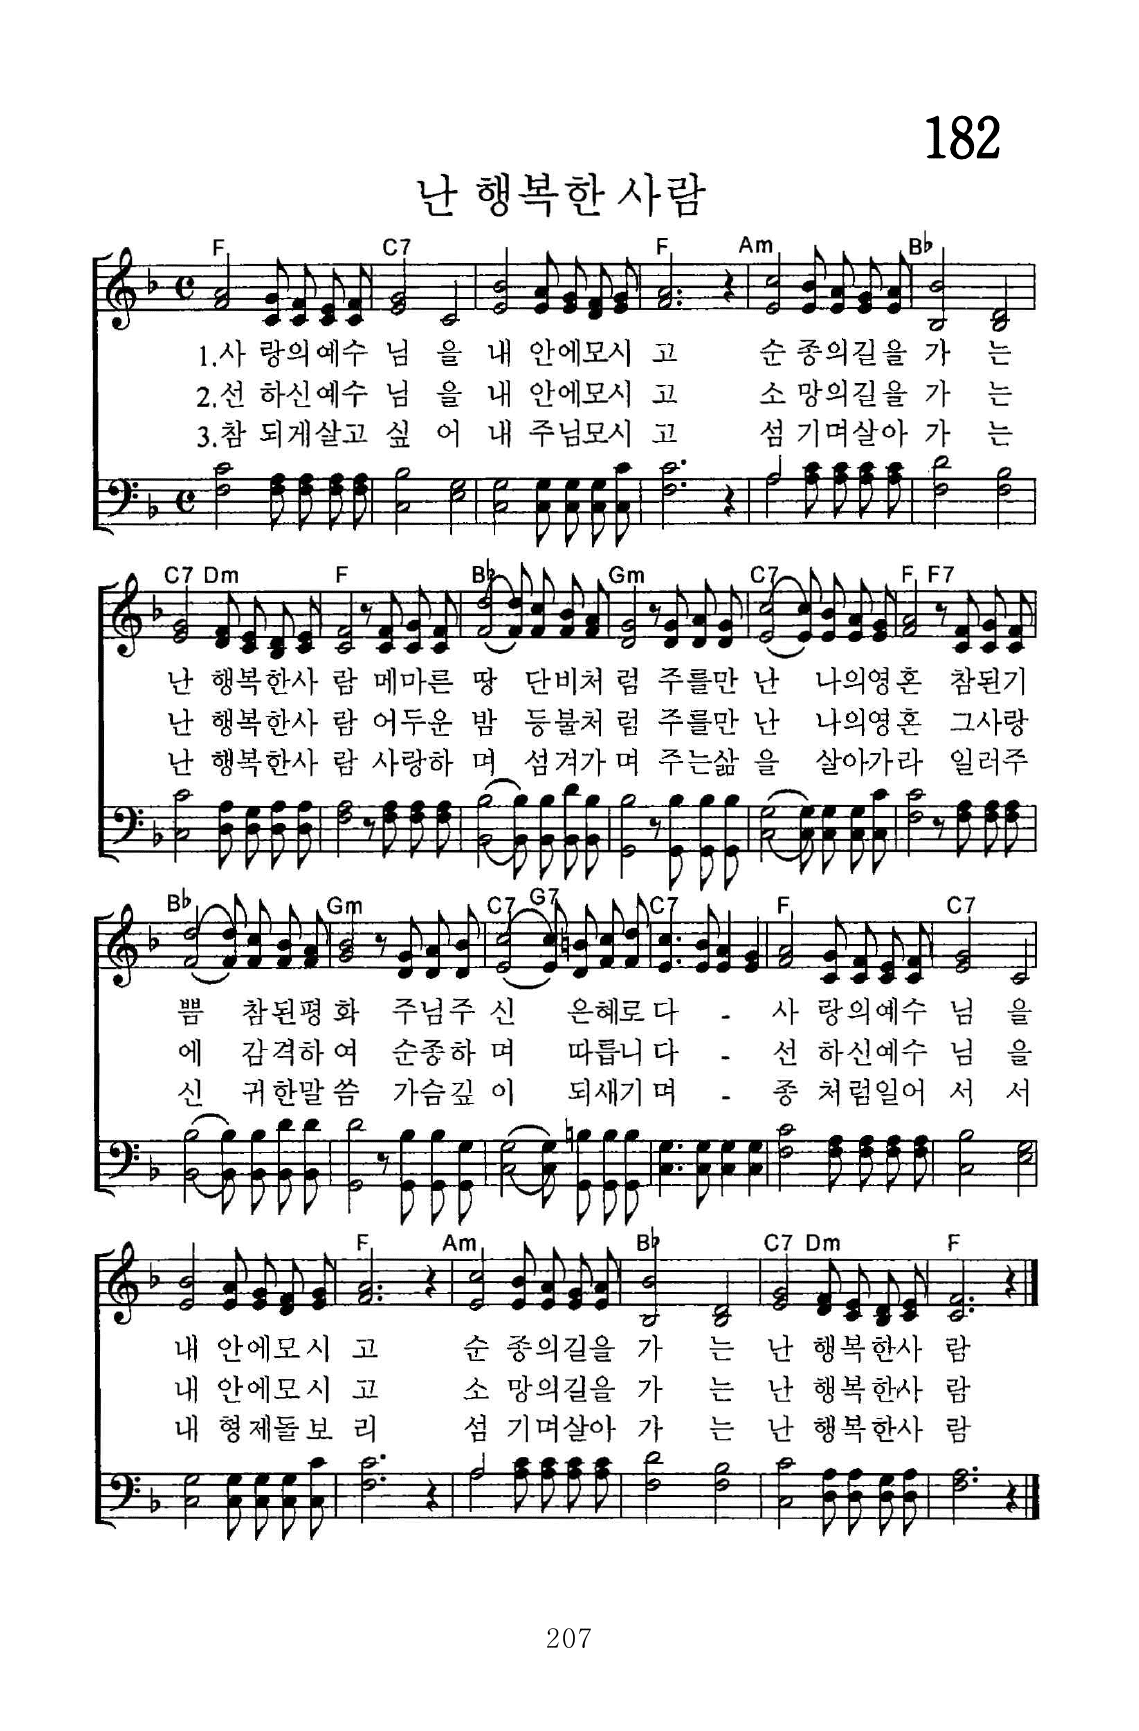 182
난 행복한 사람
F C7 F Am B♭
1.사 랑의예수 님 을 내 안에모시 고 순 종의길을 가 는
2.선 하신예수 님 을 내 안에모시 고 소 망의길을 가 는
3.참 되게살고 싶 어 내 주님모시 고 섬 기며살아 가 는
C7 Dm F B♭ Gm C7 F F7
난 행복한사 람 메마른 땅 단비처 럼 주를만 난 나의영 혼 참된기
난 행복한사 람 어두운 밤 등불처 럼 주를만 난 나의영 혼 그사랑
난 행복한사 람 사랑하 며 섬겨가 며 주는삶 을 살아가 라 일러주
B♭ Gm C7 G7 C7 F C7
쁨 참된평 화 주님주 신 은혜로 다 - 사 랑의예수 님 을
에 감격하 여 순종하 며 따릅니 다 - 선 하신예수 님 을
신 귀한말 씀 가슴깊 이 되새기 며 - 종 처럼일어 서 서
F Am B♭ C7 Dm F
내 안에모시 고 순 종의길을 가 는 난 행복한사 람
내 안에모시 고 소 망의길을 가 는 난 행복한사 람
내 형제돌보 리 섬 기며살아 가 는 난 행복한사 람
207